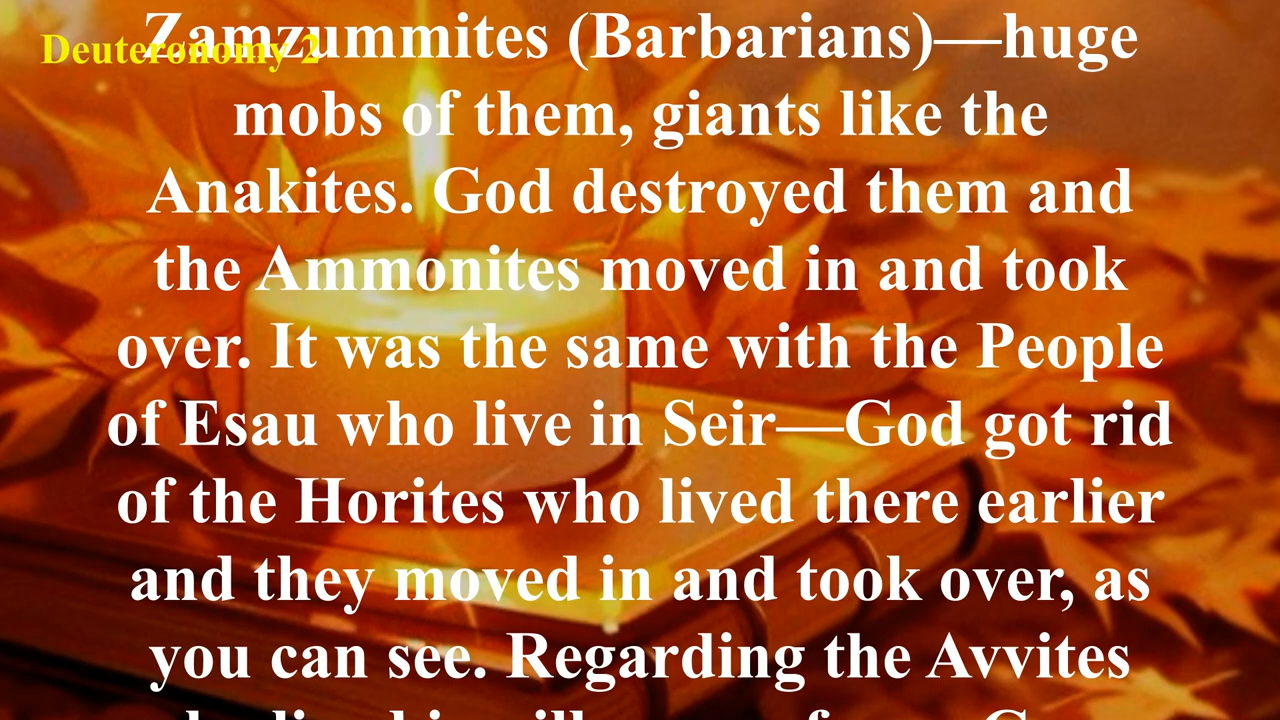 Deuteronomy 2
Zamzummites (Barbarians)—huge
mobs of them, giants like the
Anakites. God destroyed them and
the Ammonites moved in and took
over. It was the same with the People
of Esau who live in Seir—God got rid
of the Horites who lived there earlier
and they moved in and took over, as
you can see. Regarding the Avvites